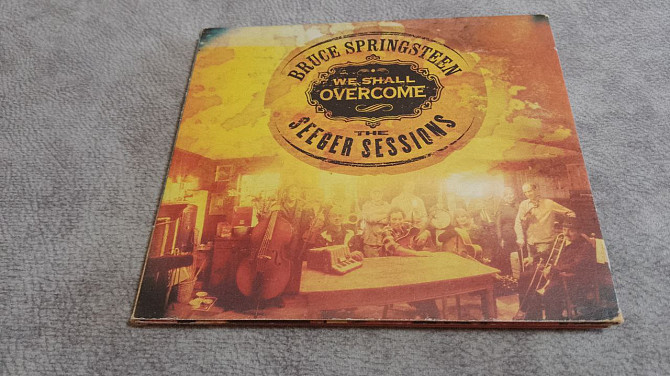 BRUCE SPRINGSTEEN
WE SHALL
OVERCOME
THE
SEEGER SESSIONS